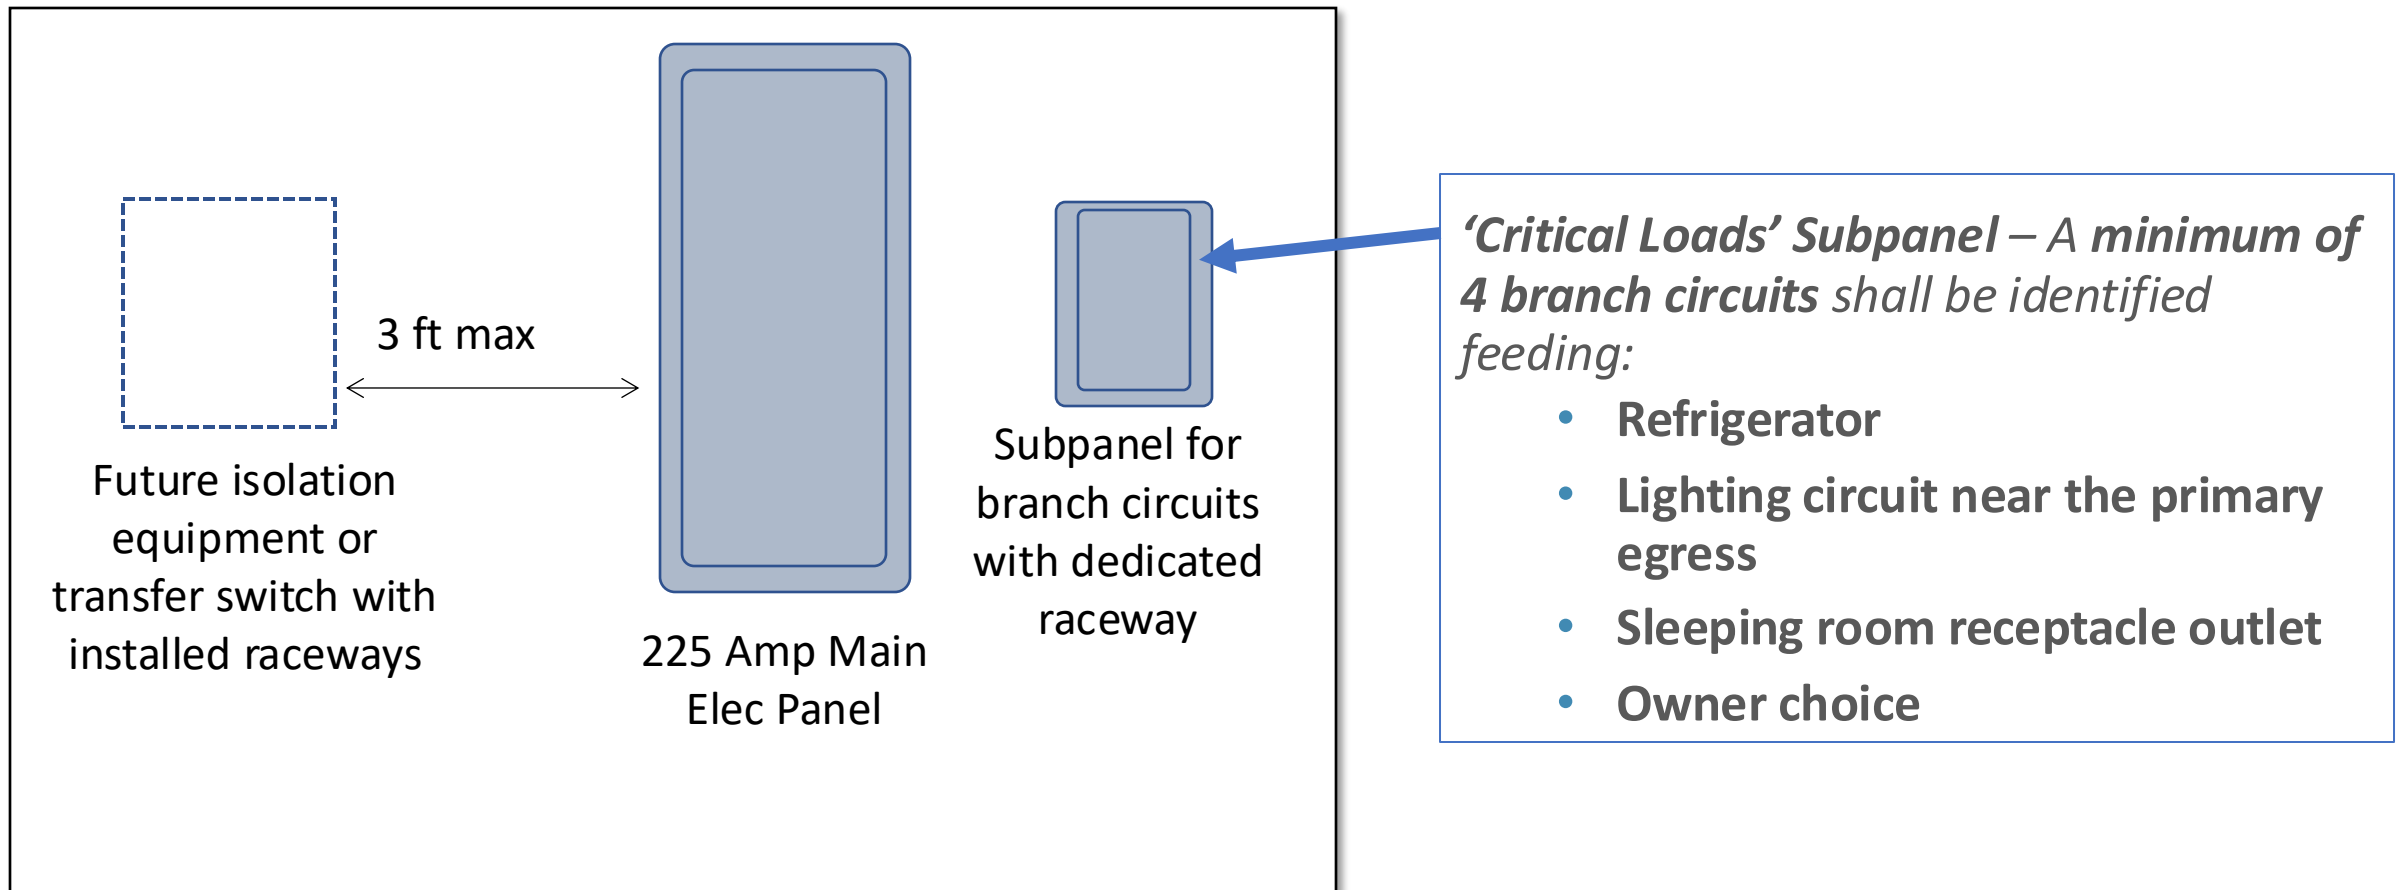 3 ft max
Future isolation
equipment or
transfer switch with
installed raceways
225 Amp Main
Elec Panel
Subpanel for
branch circuits
with dedicated
raceway
‘Critical Loads’ Subpanel – A minimum of
4 branch circuits shall be identified
feeding:
• Refrigerator
• Lighting circuit near the primary
egress
• Sleeping room receptacle outlet
• Owner choice